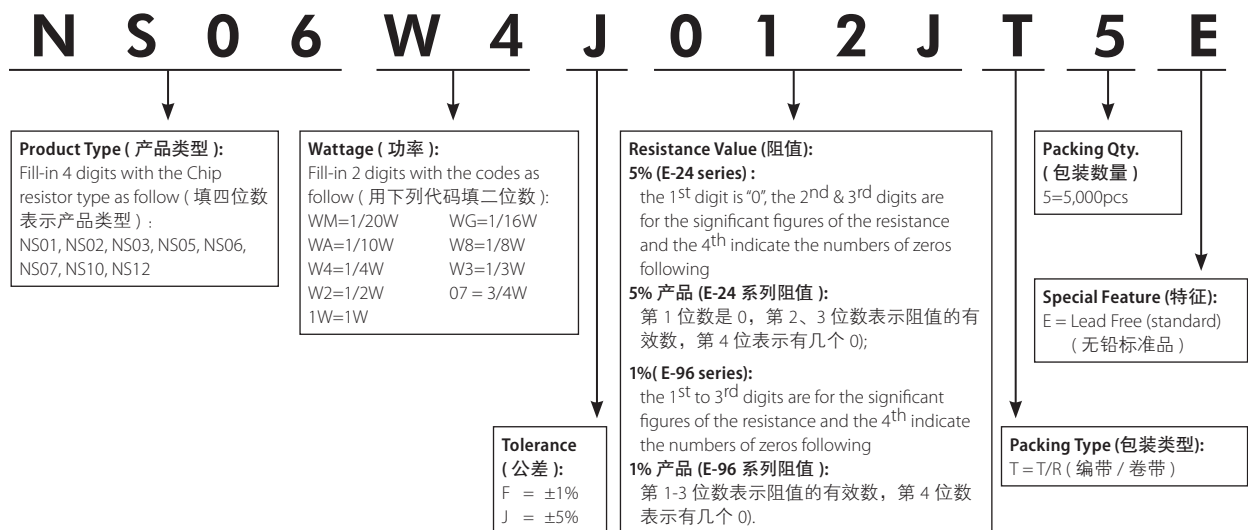 N S 0 6 W 4 J 0 1 2 J T 5 E
Product Type ( 产品类型 ):
Fill-in 4 digits with the Chip
resistor type as follow ( 填四位数
表示产品类型 ) :
NS01, NS02, NS03, NS05, NS06,
NS07, NS10, NS12
Wattage ( 功率 ):
Fill-in 2 digits with the codes as
follow ( 用下列代码填二位数 ):
WM=1/20W WG=1/16W
WA=1/10W W8=1/8W
W4=1/4W W3=1/3W
W2=1/2W 07 = 3/4W
1W=1W
Tolerance
( 公差 ):
F = ±1%
J = ±5%
Resistance Value (阻值):
5% (E-24 series) :
the 1st digit is “0”, the 2nd & 3rd digits are
for the significant figures of the resistance
and the 4th indicate the numbers of zeros
following
5% 产品 (E-24 系列阻值 ):
第 1 位数是 0，第 2、3 位数表示阻值的有
效数，第 4 位表示有几个 0);
1%( E-96 series):
the 1st to 3rd digits are for the significant
figures of the resistance and the 4th indicate
the numbers of zeros following
1% 产品 (E-96 系列阻值 ):
第 1-3 位数表示阻值的有效数，第 4 位数
表示有几个 0).
Packing Type (包装类型):
T = T/R ( 编带 / 卷带 )
Packing Qty.
( 包装数量 )
5=5,000pcs
Special Feature (特征):
E = Lead Free (standard)
( 无铅标准品 )